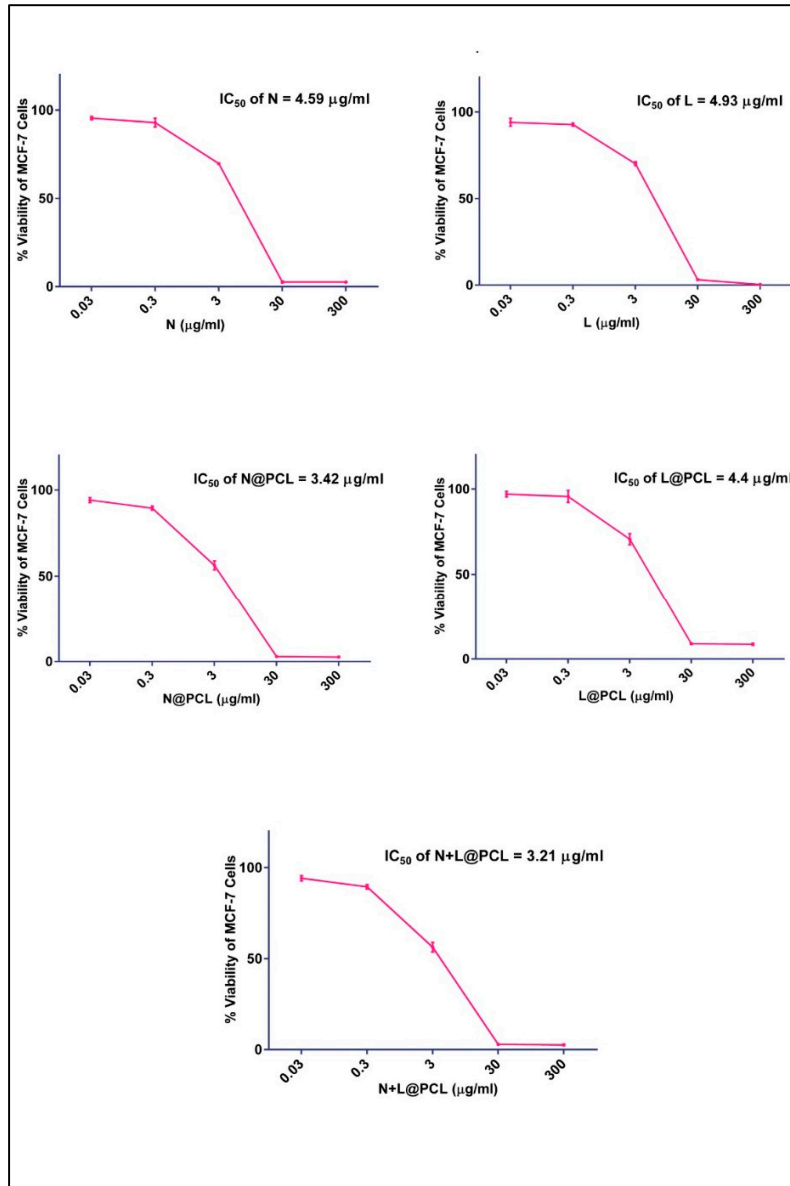 IC50 of N = 4.59 μg/ml
% Viability of MCF-7 Cells
100
50
0
0.03
0.3
3
30
300
N (μg/ml)
IC50 of L = 4.93 μg/ml
% Viability of MCF-7 Cells
100
50
0
0.03
0.3
3
30
300
L (μg/ml)
IC50 of N@PCL = 3.42 μg/ml
% Viability of MCF-7 Cells
100
50
0
0.03
0.3
3
30
300
N@PCL (μg/ml)
IC50 of L@PCL = 4.4 μg/ml
% Viability of MCF-7 Cells
100
50
0
0.03
0.3
3
30
300
L@PCL (μg/ml)
IC50 of N+L@PCL = 3.21 μg/ml
% Viability of MCF-7 Cells
100
50
0
0.03
0.3
3
30
300
N+L@PCL (μg/ml)